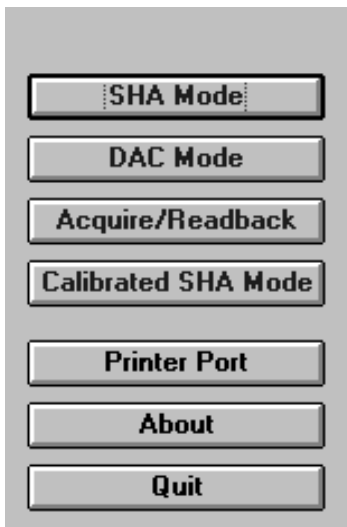 SHA Mode
DAC Mode
Acquire/Readback
Calibrated SHA Mode
Printer Port
About
Quit